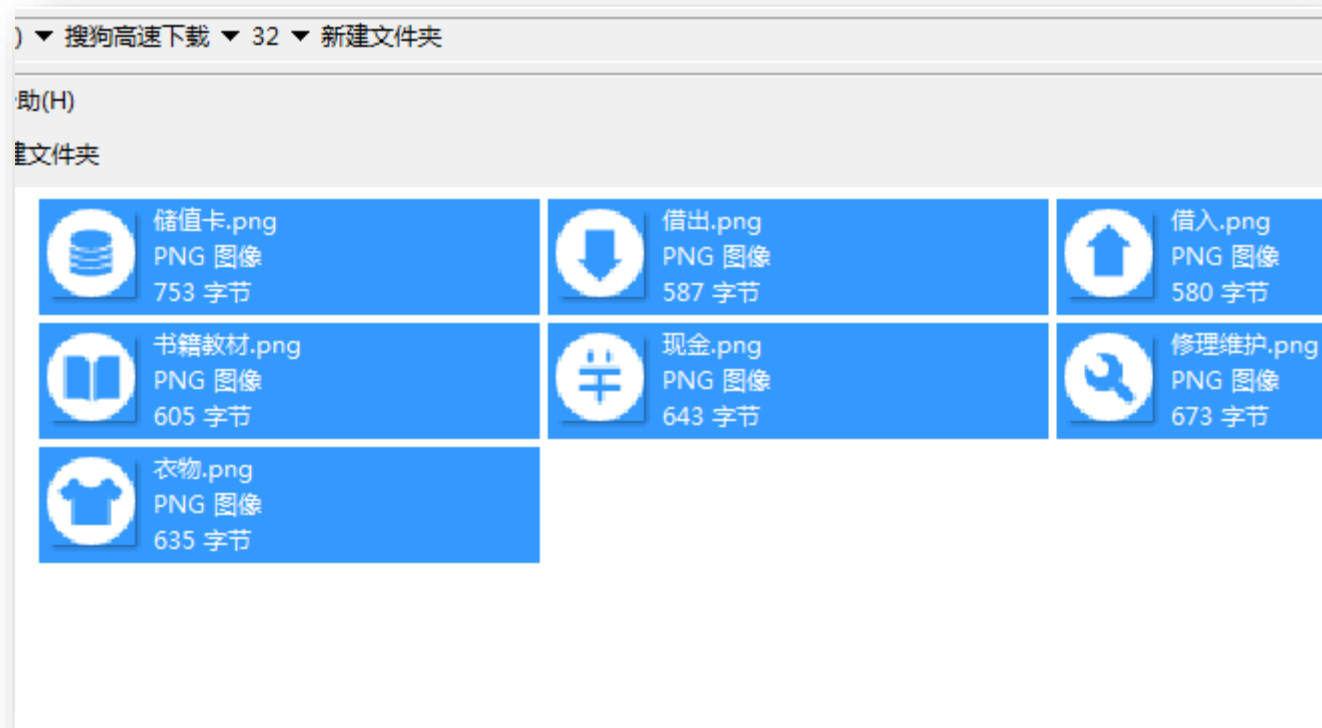 ) 搜狗高速下载 32 新建文件夹
助(H)
建文件夹
储值卡.png
PNG 图像
753 字节
借出.png
PNG 图像
587 字节
借入.png
PNG 图像
580 字节
书籍教材.png
PNG 图像
605 字节
现金.png
PNG 图像
643 字节
修理维护.png
PNG 图像
673 字节
衣物.png
PNG 图像
635 字节